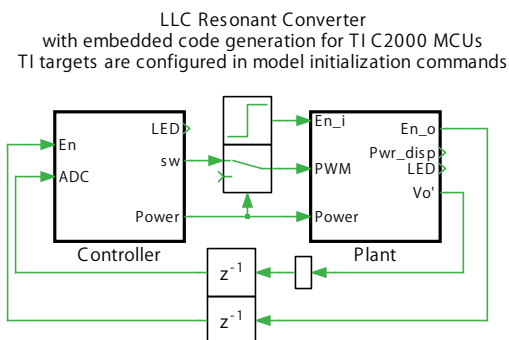 LLC Resonant Converter
with embedded code generation for TI C2000 MCUs
TI targets are configured in model initialization commands
LED
En
sw
ADC
Power
Controller
En_i
En_o
Pwr_disp
PWM
LED
Vo'
Power
Plant
z-1
z-1